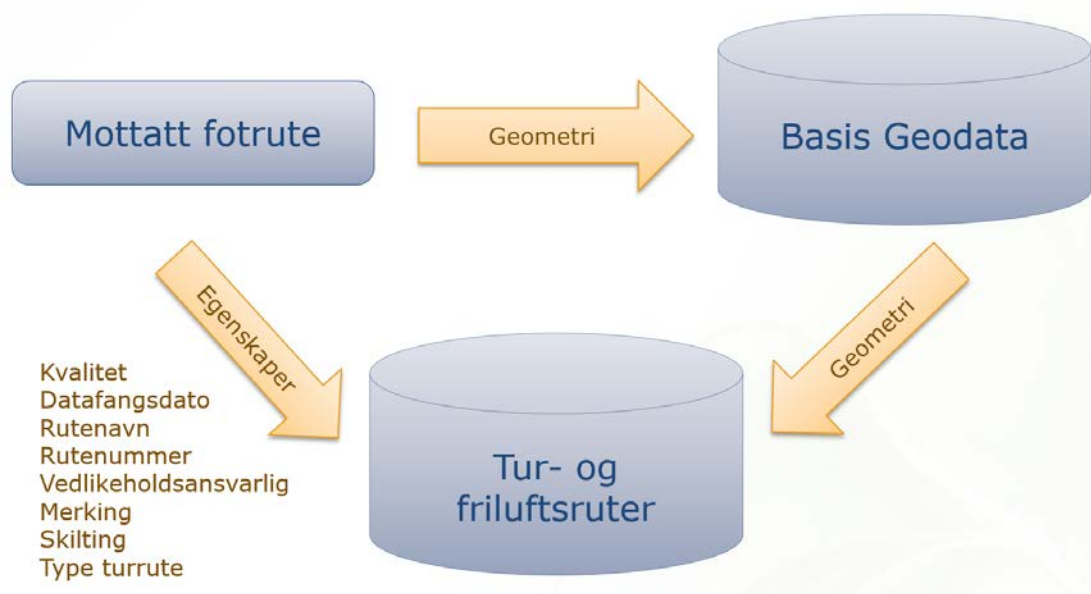 Mottatt fotrute
Geometri
Basis Geodata
Egenskaper
Geometri
Kvalitet
Datafangsdato
Rutenavn
Rutenummer
Vedlikeholdsansvarlig
Merking
Skilting
Type turrute
Tur- og
friluftsruter